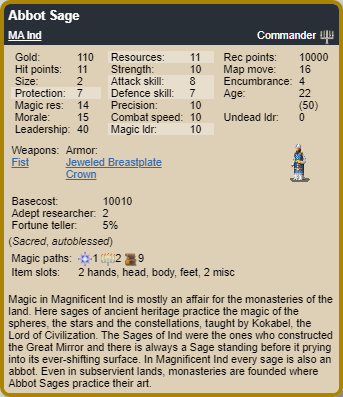 Abbot Sage
MA Ind Commander
Gold: 110 Resources: 11 Rec points: 10000
Hit points: 11 Strength: 10 Map move: 16
Size: 2 Attack skill: 8 Encumbrance: 4
Protection: 7 Defence skill: 7 Age: 22
Magic res: 14 Precision: 10 (50)
Morale: 15 Combat speed: 10 Undead ldr: 0
Leadership: 40 Magic ldr: 10
Weapons: Armor:
Fist Jeweled Breastplate
Crown
Basecost: 10010
Adept researcher: 2
Fortune teller: 5%
(Sacred, autoblessed)
Magic paths: 1 2 9
Item slots: 2 hands, head, body, feet, 2 misc
Magic in Magnificent Ind is mostly an affair for the monasteries of the
land. Here sages of ancient heritage practice the magic of the
spheres, the stars and the constellations, taught by Kokabel, the
Lord of Civilization. The Sages of Ind were the ones who constructed
the Great Mirror and there is always a Sage standing before it prying
into its ever-shifting surface. In Magnificent Ind every sage is also an
abbot. Even in subservient lands, monasteries are founded where
Abbot Sages practice their art.